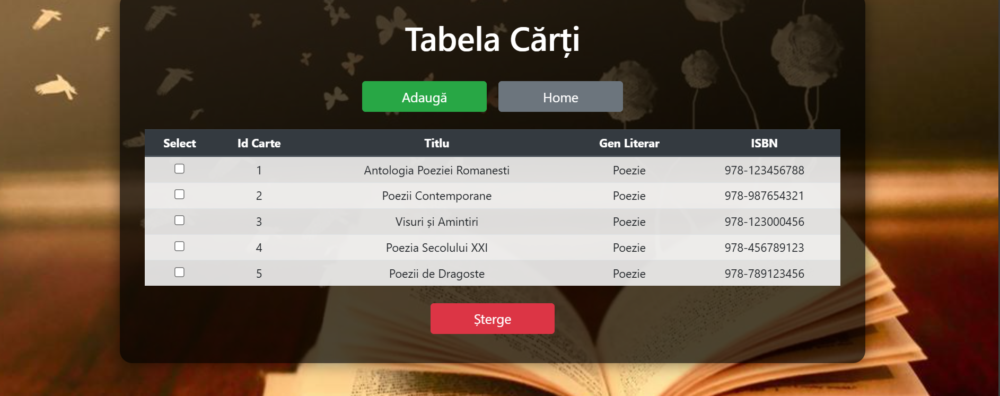 Tabela Cărți
Adaugă Home
Select Id Carte Titlu Gen Literar ISBN
1 Antologia Poeziei Romanesti Poezie 978-123456788
2 Poezii Contemporane Poezie 978-987654321
3 Visuri și Amintiri Poezie 978-123000456
4 Poezia Secolului XXI Poezie 978-456789123
5 Poezii de Dragoste Poezie 978-789123456
Șterge